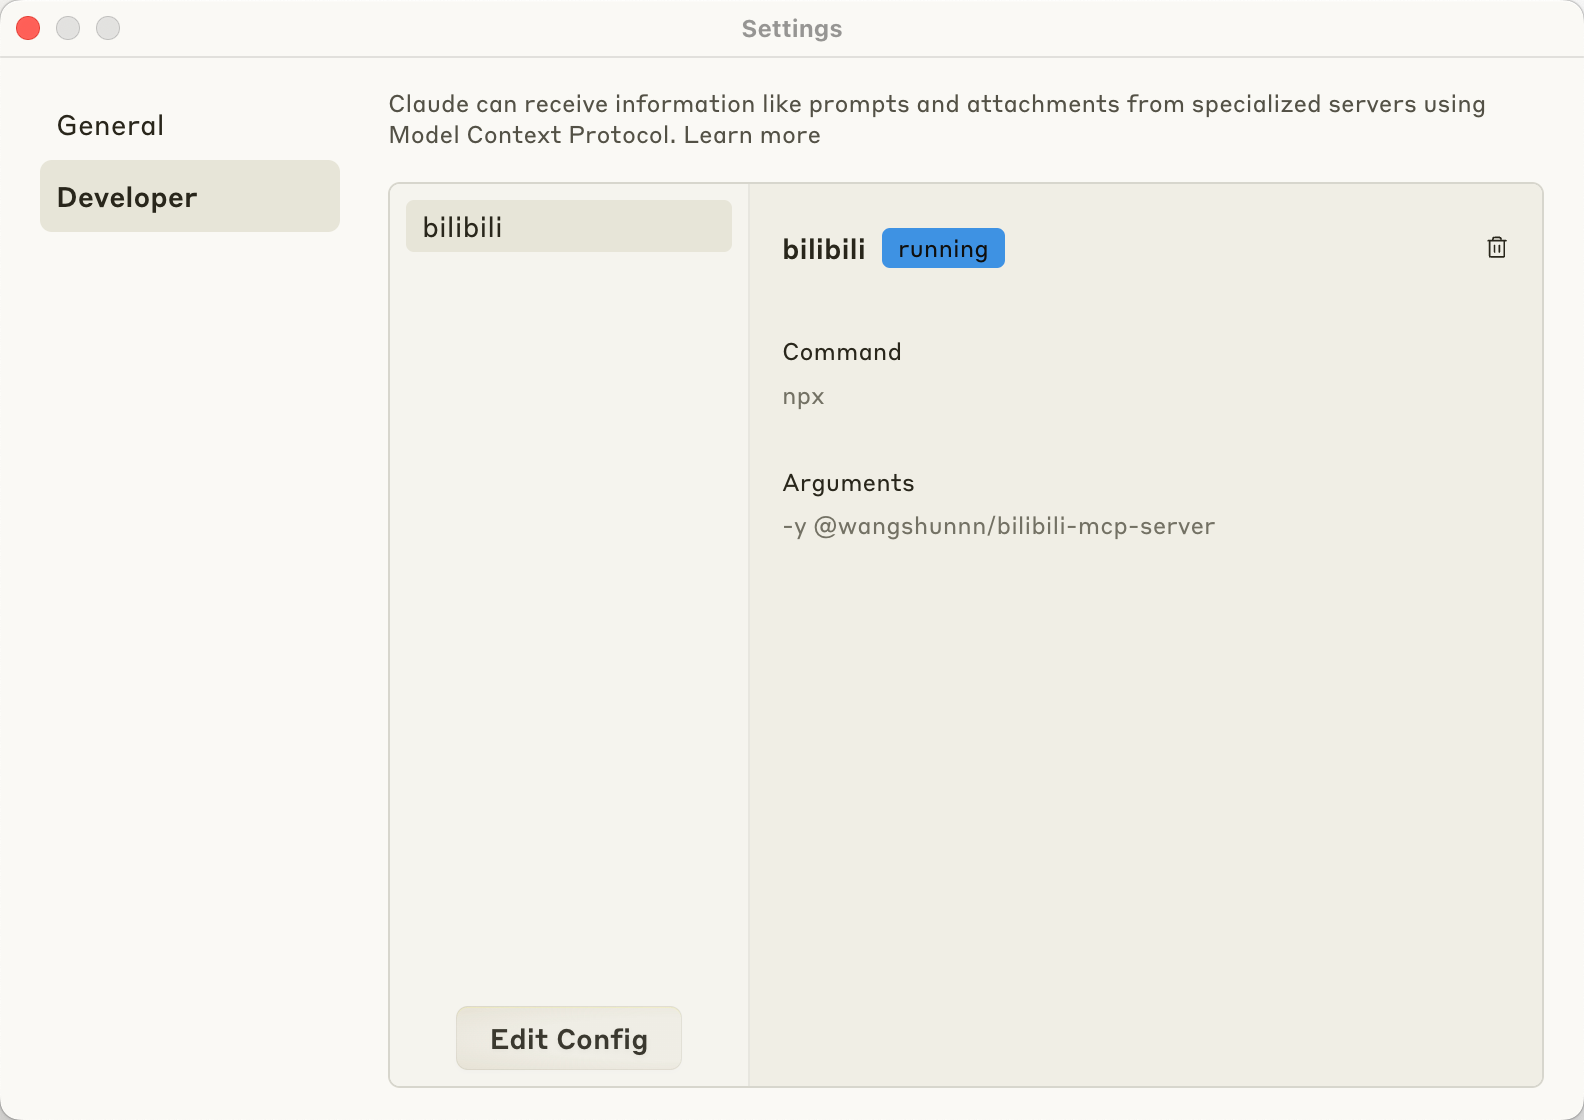 Settings
General
Developer
Claude can receive information like prompts and attachments from specialized servers using
Model Context Protocol. Learn more
bilibili
Edit Config
bilibili running
Command
npx
Arguments
-y @wangshunnn/bilibili-mcp-server